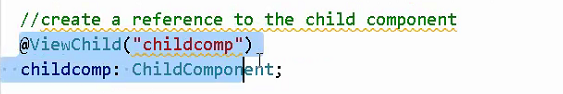 //create a reference to the child component
@ViewChild("childcomp")
childcomp: ChildComponent;